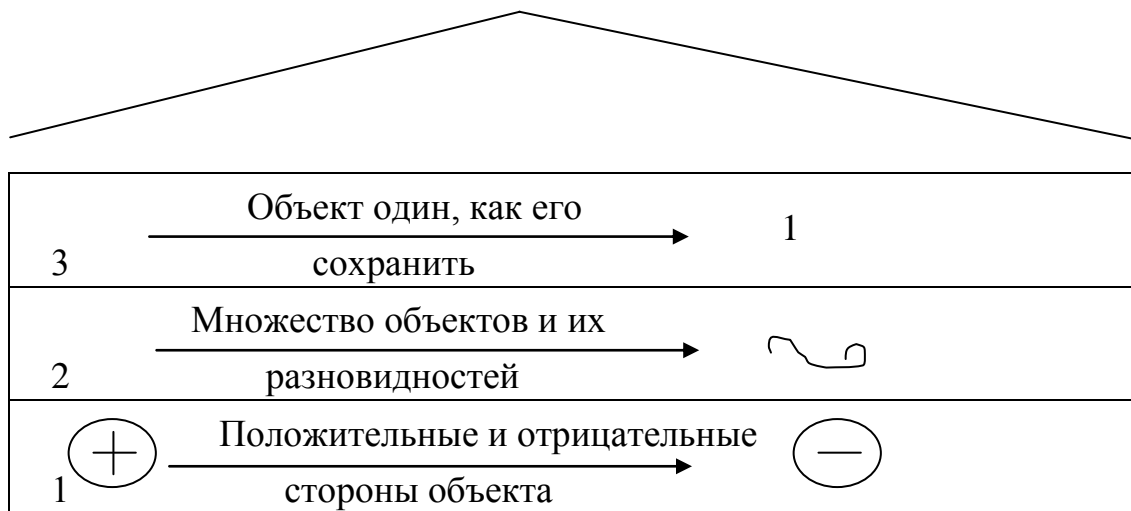 Объект один, как его
1
3
сохранить
Множество объектов и их
2
разновидностей
+
Положительные и отрицательные
−
1
стороны объекта